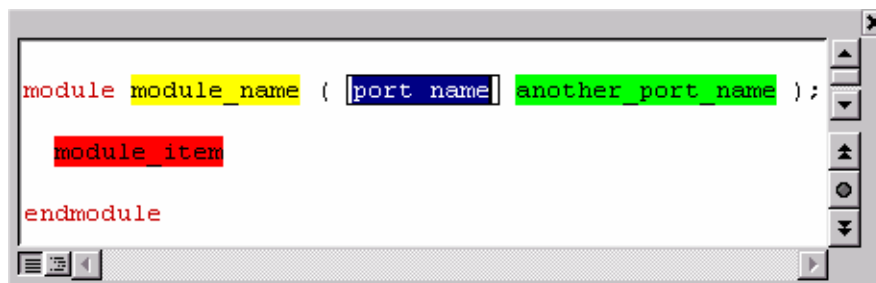 module module_name ( port name another_port_name );
module_item
endmodule